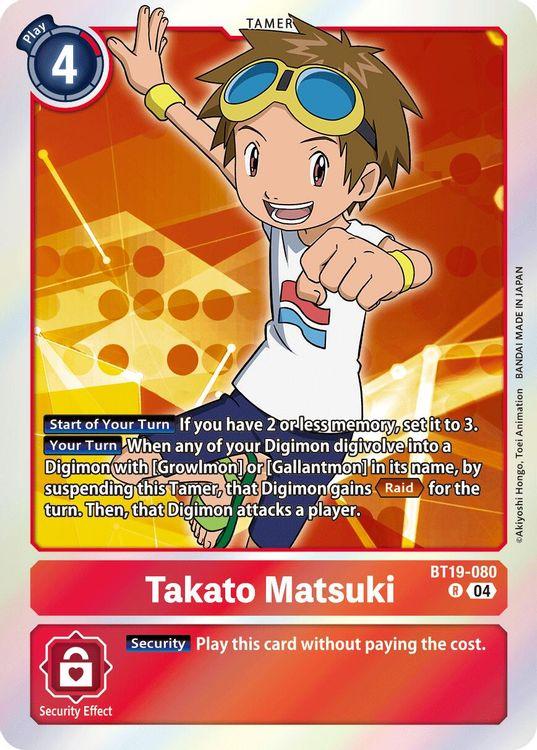 TAMER
Play
4
Start of Your Turn If you have 2 or less memory, set it to 3.
Your Turn When any of your Digimon digivolve into a
Digimon with [Growlmon] or [Gallantmon] in its name, by
suspending this Tamer, that Digimon gains Raid for the
turn. Then, that Digimon attacks a player.
©Akiyoshi Hongo, Toei Animation BANDAI MADE IN JAPAN
BT19-080
Takato Matsuki
R 04
Security Play this card without paying the cost.
Security Effect